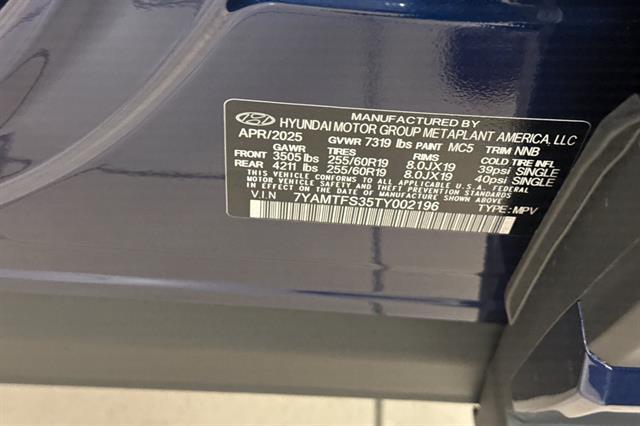 MANUFACTURED BY
HYUNDAI MOTOR GROUP METAPLANT AMERICA, LLC
APR/2025 GVWR 7319 lbs PAINT MC5 TRIM NNB
GAWR TIRES RIMS COLD TIRE INFL
FRONT 3505 lbs 255/60R19 8.0JX19 39psi SINGLE
REAR 4211 lbs 255/60R19 8.0JX19 40psi SINGLE
THIS VEHICLE CONFORMS TO ALL APPLICABLE U.S.A. FEDERAL
MOTOR VEHICLE SAFETY AND THEFT PREVENTION STANDARDS
IN EFFECT ON THE DATE OF MANUFACTURE SHOWN ABOVE
VIN 7YAMTFS35TY002196 TYPE: MPV